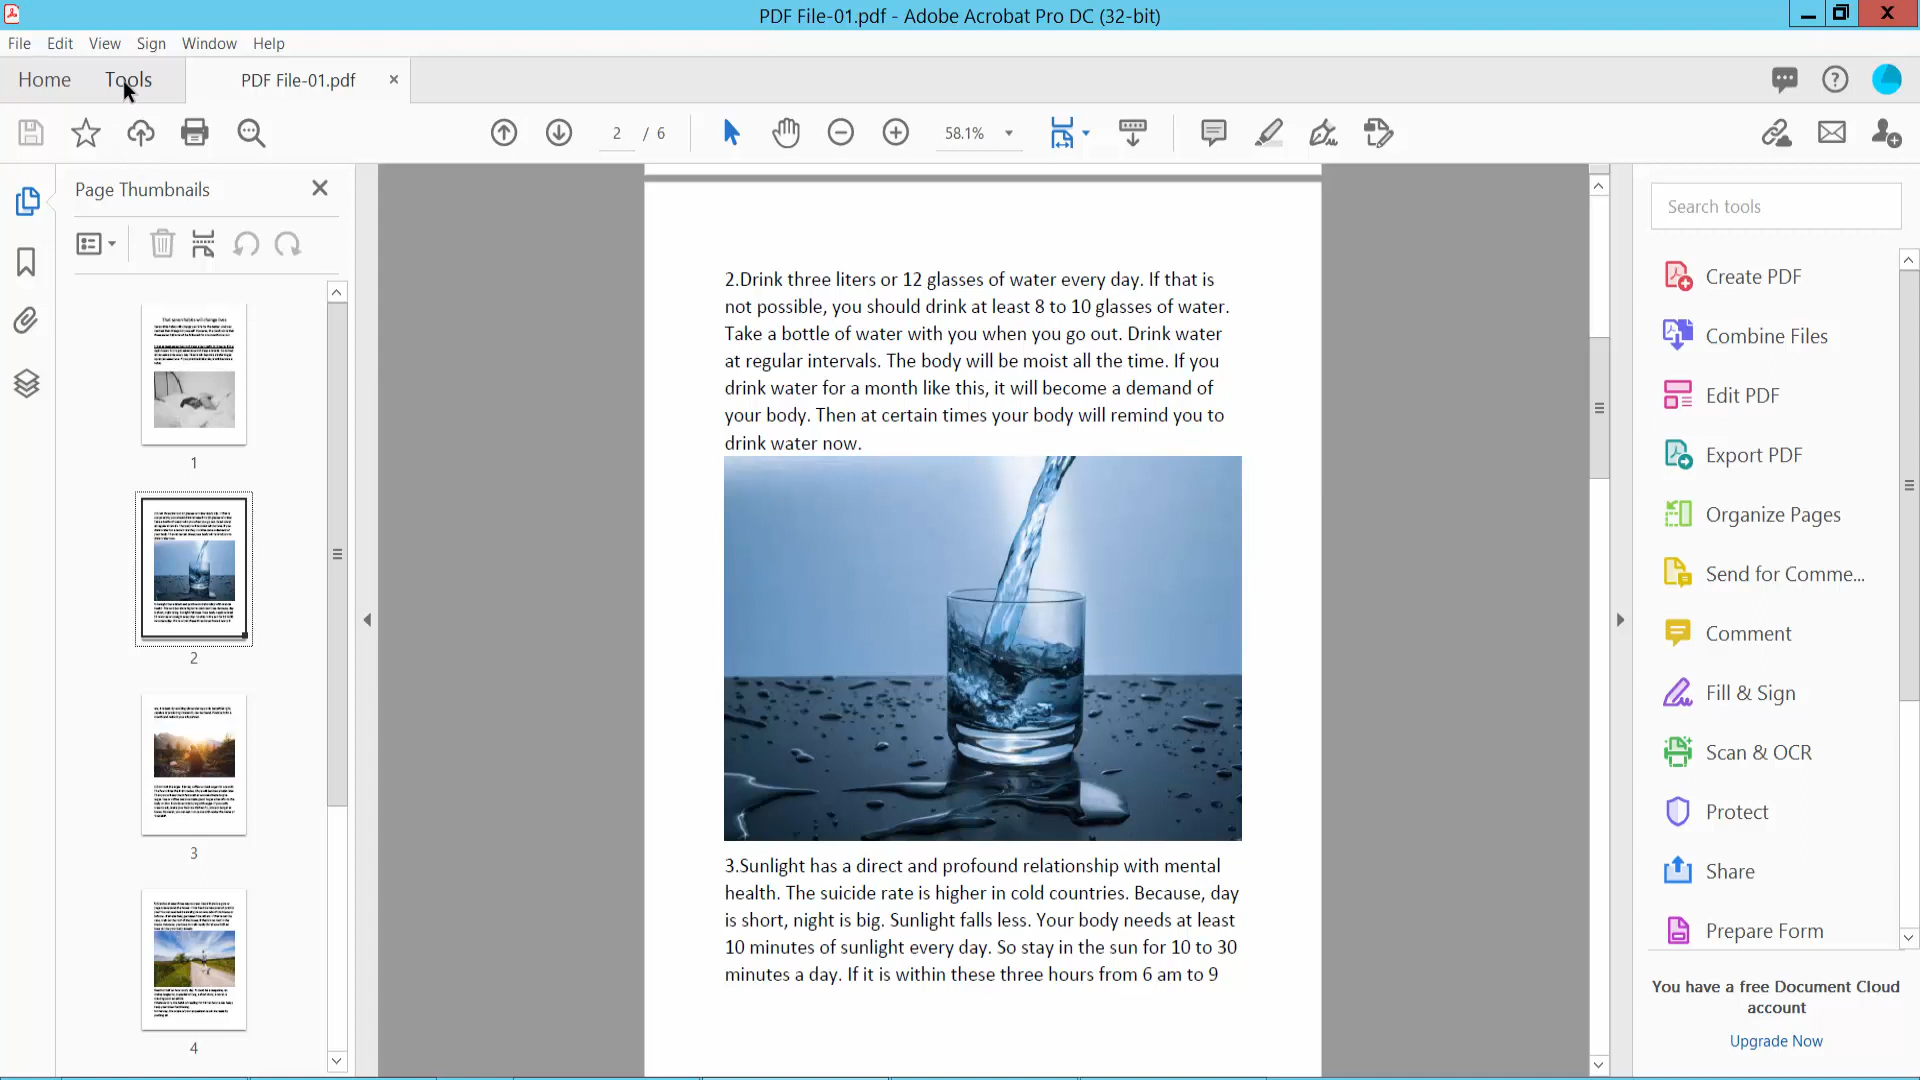 PDF File-01.pdf - Adobe Acrobat Pro DC (32-bit)
File Edit View Sign Window Help
Home Tools PDF File-01.pdf
2 / 6 58.1%
Page Thumbnails
1
2
3
4
2.Drink three liters or 12 glasses of water every day. If that is
not possible, you should drink at least 8 to 10 glasses of water.
Take a bottle of water with you when you go out. Drink water
at regular intervals. The body will be moist all the time. If you
drink water for a month like this, it will become a demand of
your body. Then at certain times your body will remind you to
drink water now.
3.Sunlight has a direct and profound relationship with mental
health. The suicide rate is higher in cold countries. Because, day
is short, night is big. Sunlight falls less. Your body needs at least
10 minutes of sunlight every day. So stay in the sun for 10 to 30
minutes a day. If it is within these three hours from 6 am to 9
Search tools
Create PDF
Combine Files
Edit PDF
Export PDF
Organize Pages
Send for Comme...
Comment
Fill & Sign
Scan & OCR
Protect
Share
Prepare Form
You have a free Document Cloud
account
Upgrade Now